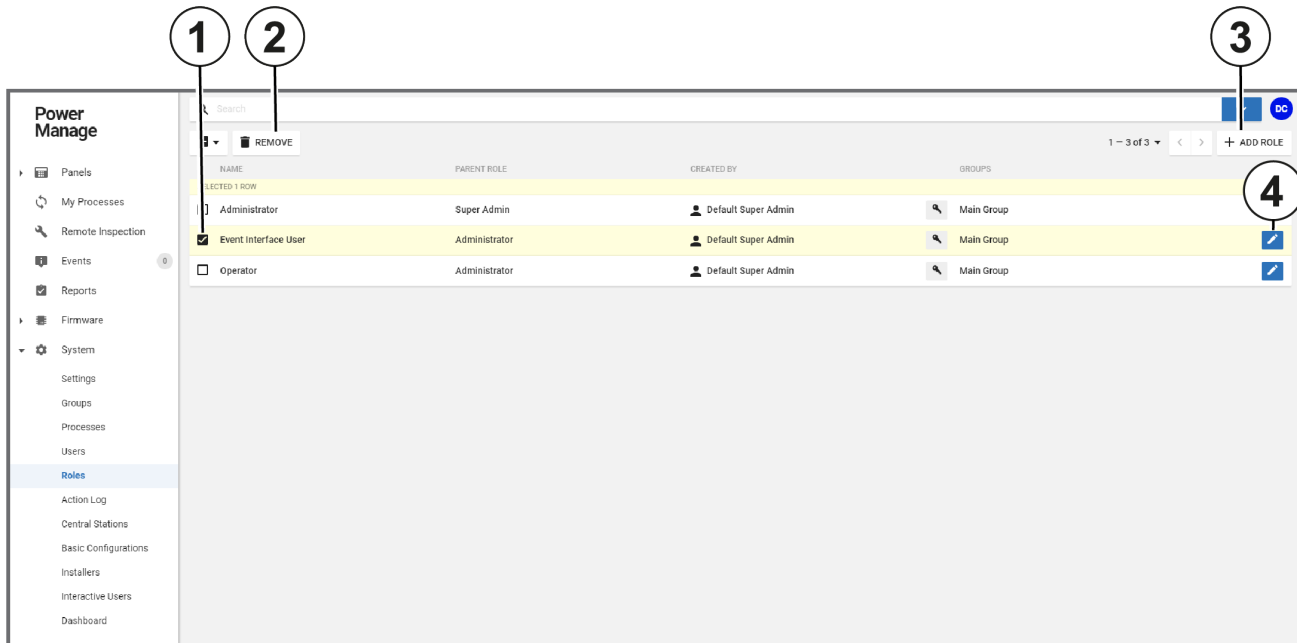 1 2 3
Power
Manage
Search
DC
REMOVE
1 – 3 of 3
ADD ROLE
NAME PARENT ROLE CREATED BY GROUPS
1 ROW
4
Administrator Super Admin Default Super Admin Main Group
Event Interface User Administrator Default Super Admin Main Group
Operator Administrator Default Super Admin Main Group
Panels
My Processes
Remote Inspection
Events 0
Reports
Firmware
System
Settings
Groups
Processes
Users
Roles
Action Log
Central Stations
Basic Configurations
Installers
Interactive Users
Dashboard